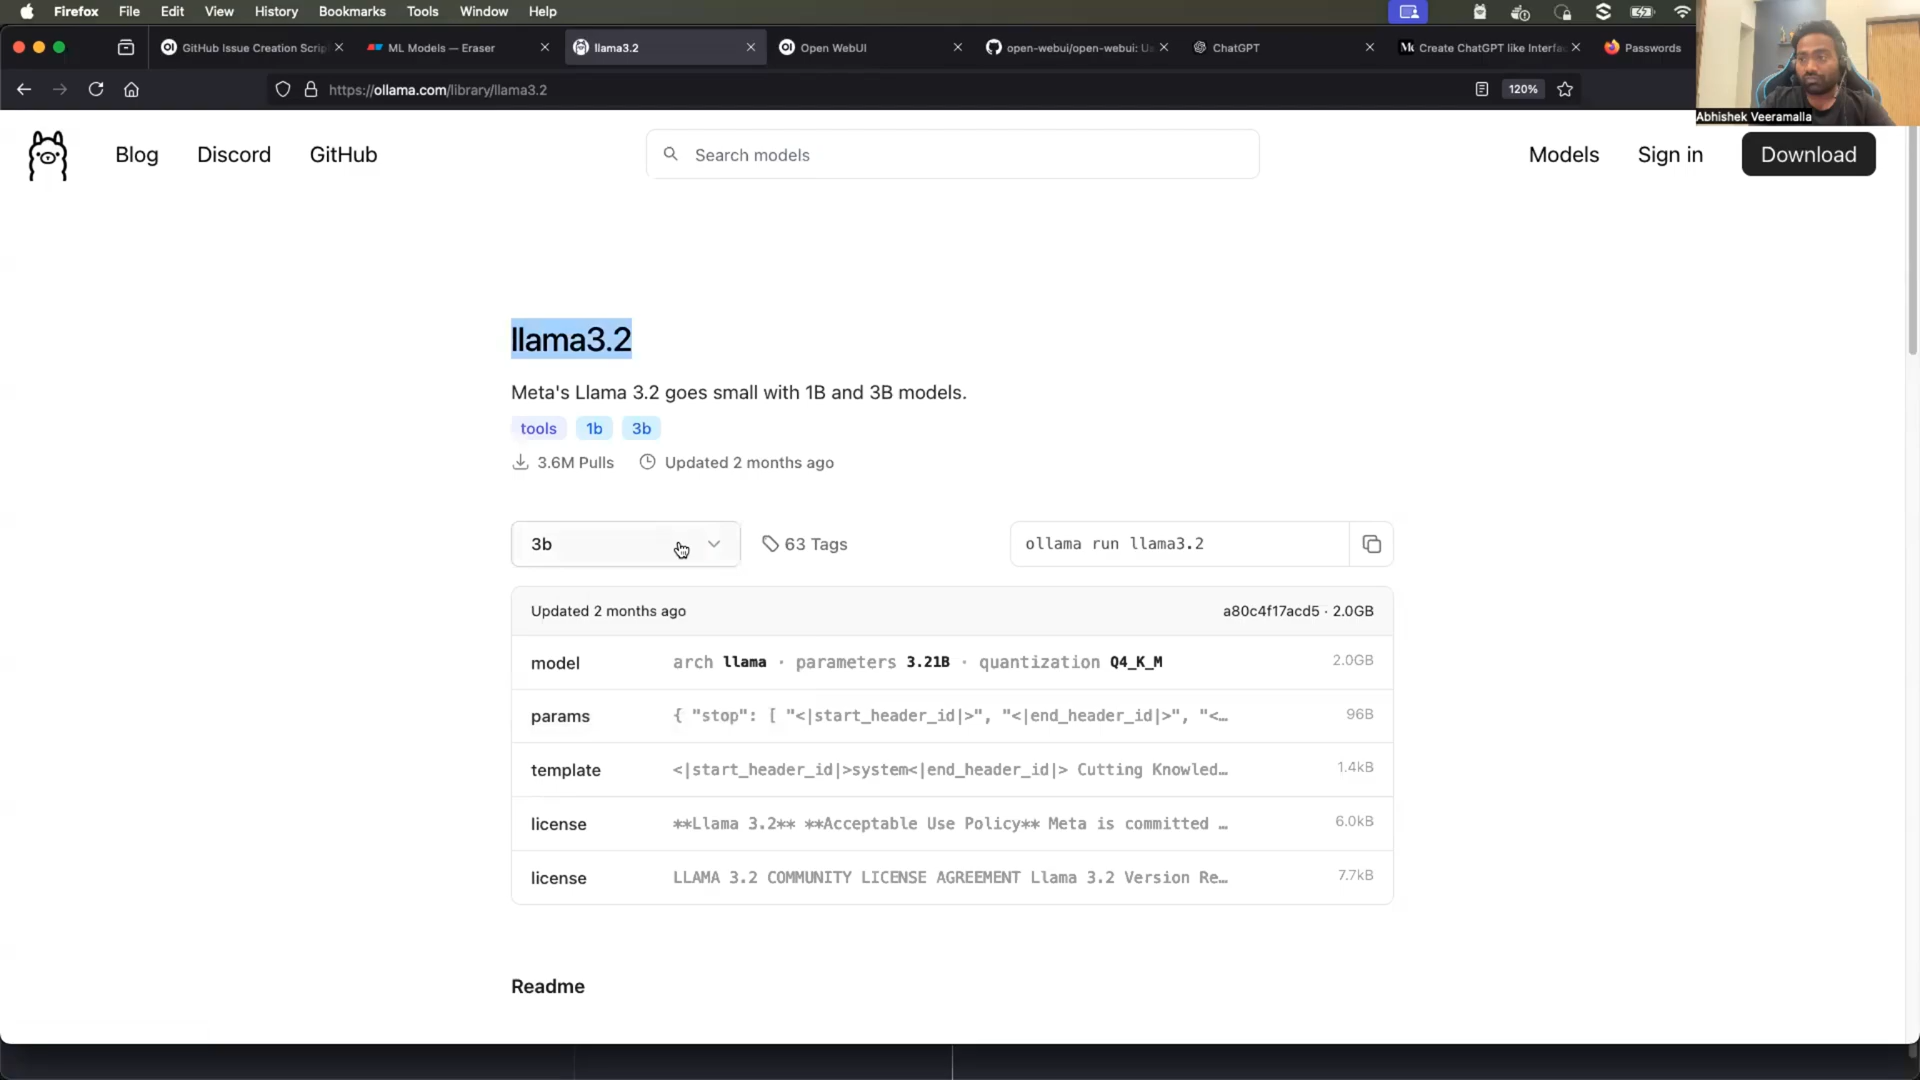 Firefox File Edit View History Bookmarks Tools Window Help
GitHub Issue Creation Scrip
ML Models — Eraser
llama3.2
Open WebUI
open-webui/open-webui: Us
ChatGPT
Create ChatGPT like Interfac
Passwords
https://ollama.com/library/llama3.2
120%
Abhishek Veeramalla
Blog Discord GitHub
Search models
Models Sign in Download
llama3.2
Meta's Llama 3.2 goes small with 1B and 3B models.
tools 1b 3b
3.6M Pulls Updated 2 months ago
3b 63 Tags ollama run llama3.2
Updated 2 months ago a80c4f17acd5 · 2.0GB
model arch llama · parameters 3.21B · quantization Q4_K_M 2.0GB
params { "stop": [ "<|start_header_id|>", "<|end_header_id|>", "<… 96B
template <|start_header_id|>system<|end_header_id|> Cutting Knowled… 1.4kB
license **Llama 3.2** **Acceptable Use Policy** Meta is committed … 6.0kB
license LLAMA 3.2 COMMUNITY LICENSE AGREEMENT Llama 3.2 Version Re… 7.7kB
Readme